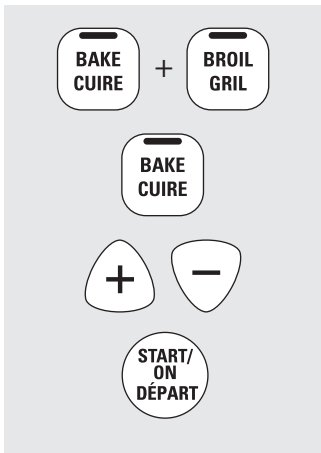 BAKE
CUIRE
+
BROIL
GRIL
BAKE
CUIRE
+ −
START/
ON
DÉPART